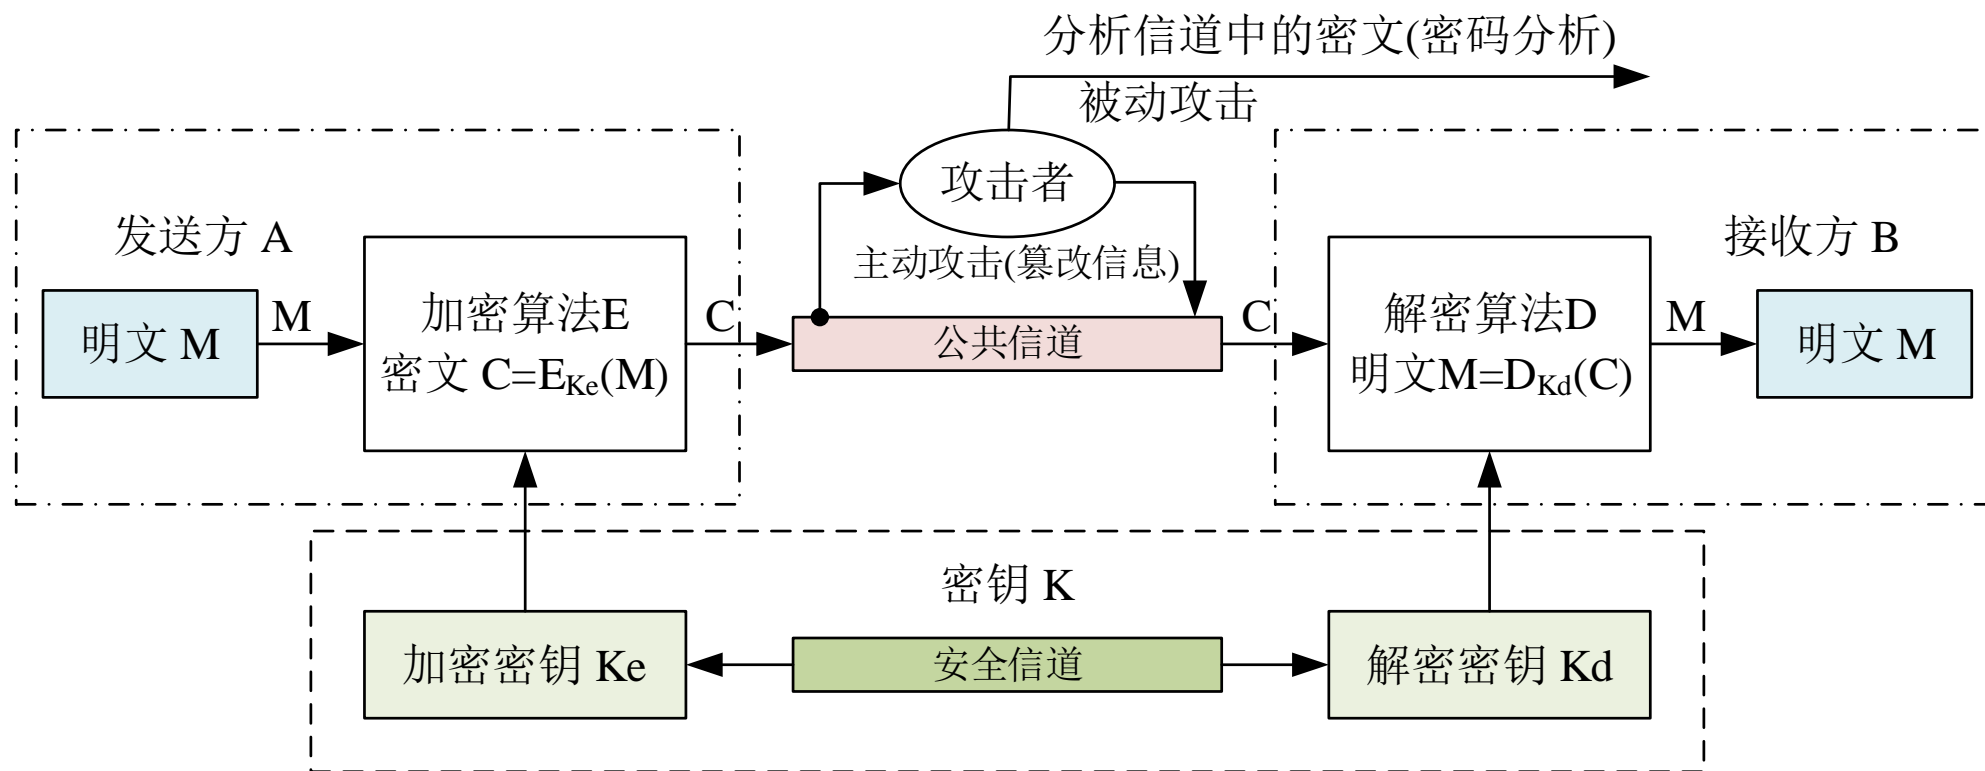 分析信道中的密文(密码分析)
被动攻击
攻击者
主动攻击(篡改信息)
发送方 A
明文 M
M
加密算法E
密文 C=E_Ke(M)
C
公共信道
C
解密算法D
明文M=D_Kd(C)
M
接收方 B
明文 M
密钥 K
加密密钥 Ke
安全信道
解密密钥 Kd